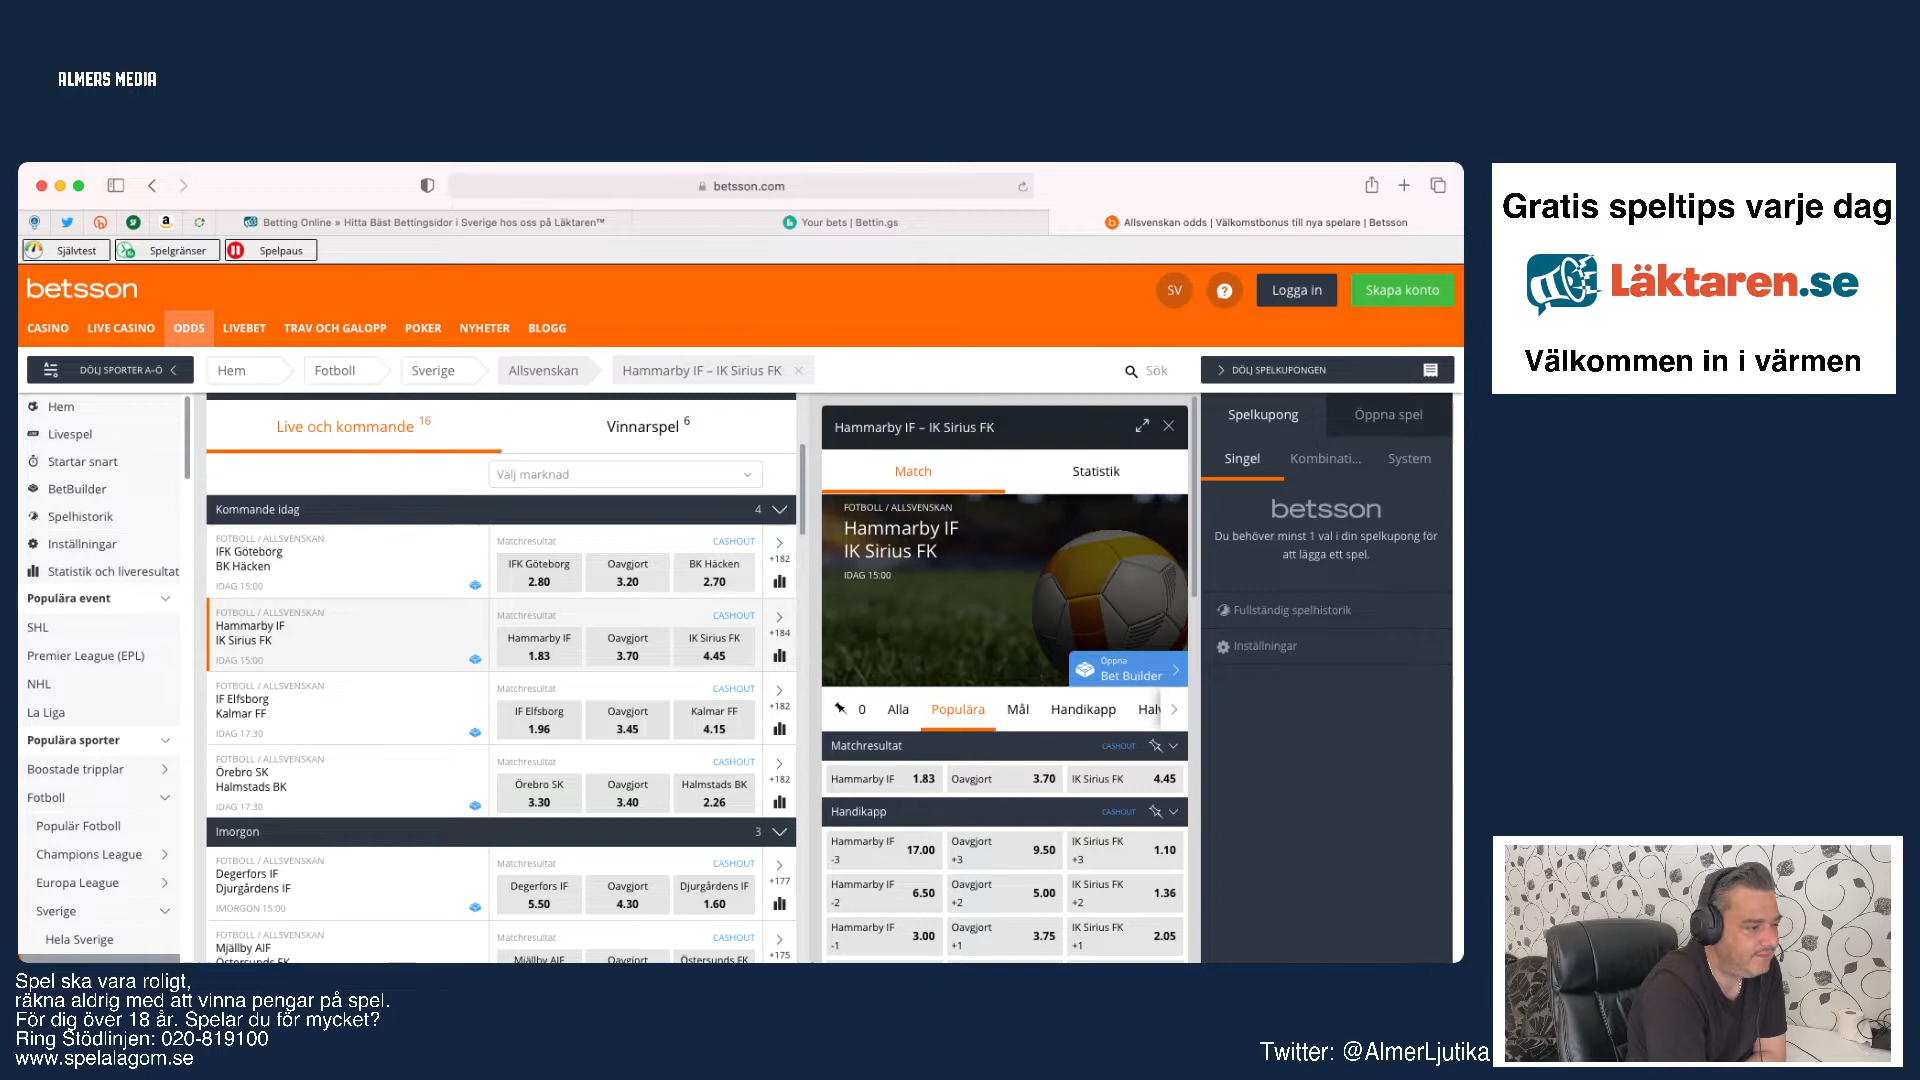 ALMERS MEDIA
betsson.com
Betting Online » Hitta Bäst Bettingsidor i Sverige hos oss på Läktaren™
Your bets | Bettin.gs
Allsvenskan odds | Välkomstbonus till nya spelare | Betsson
Självtest
Spelgränser
Spelpaus
betsson
SV
?
Logga in
Skapa konto
CASINO
LIVE CASINO
ODDS
LIVEBET
TRAV OCH GALOPP
POKER
NYHETER
BLOGG
DÖLJ SPORTER A-Ö
Hem
Fotboll
Sverige
Allsvenskan
Hammarby IF – IK Sirius FK
Sök
DÖLJ SPELKUPONGEN
Hem
Livespel
Startar snart
BetBuilder
Spelhistorik
Inställningar
Statistik och liveresultat
Populära event
SHL
Premier League (EPL)
NHL
La Liga
Populära sporter
Boostade tripplar
Fotboll
Populär Fotboll
Champions League
Europa League
Sverige
Hela Sverige
Live och kommande 16
Vinnarspel 6
Välj marknad
Kommande idag
4
FOTBOLL / ALLSVENSKAN
IFK Göteborg
BK Häcken
IDAG 15:00
Matchresultat
CASHOUT
IFK Göteborg
2.80
Oavgjort
3.20
BK Häcken
2.70
+182
FOTBOLL / ALLSVENSKAN
Hammarby IF
IK Sirius FK
IDAG 15:00
Matchresultat
CASHOUT
Hammarby IF
1.83
Oavgjort
3.70
IK Sirius FK
4.45
+184
FOTBOLL / ALLSVENSKAN
IF Elfsborg
Kalmar FF
IDAG 17:30
Matchresultat
CASHOUT
IF Elfsborg
1.96
Oavgjort
3.45
Kalmar FF
4.15
+182
FOTBOLL / ALLSVENSKAN
Örebro SK
Halmstads BK
IDAG 17:30
Matchresultat
CASHOUT
Örebro SK
3.30
Oavgjort
3.40
Halmstads BK
2.26
+182
Imorgon
3
FOTBOLL / ALLSVENSKAN
Degerfors IF
Djurgårdens IF
IMORGON 15:00
Matchresultat
CASHOUT
Degerfors IF
5.50
Oavgjort
4.30
Djurgårdens IF
1.60
+177
FOTBOLL / ALLSVENSKAN
Mjällby AIF
Östersunds FK
Matchresultat
CASHOUT
Mjällby AIF
Oavgjort
Östersunds FK
+175
Hammarby IF – IK Sirius FK
Match
Statistik
FOTBOLL / ALLSVENSKAN
Hammarby IF
IK Sirius FK
IDAG 15:00
Öppna
Bet Builder
0
Alla
Populära
Mål
Handikapp
Halv
Matchresultat
CASHOUT
Hammarby IF 1.83
Oavgjort 3.70
IK Sirius FK 4.45
Handikapp
CASHOUT
Hammarby IF -3 17.00
Oavgjort +3 9.50
IK Sirius FK +3 1.10
Hammarby IF -2 6.50
Oavgjort +2 5.00
IK Sirius FK +2 1.36
Hammarby IF -1 3.00
Oavgjort +1 3.75
IK Sirius FK +1 2.05
Spelkupong
Öppna spel
Singel
Kombinati...
System
betsson
Du behöver minst 1 val i din spelkupong för
att lägga ett spel.
Fullständig spelhistorik
Inställningar
Gratis speltips varje dag
Läktaren.se
Välkommen in i värmen
Spel ska vara roligt,
räkna aldrig med att vinna pengar på spel.
För dig över 18 år. Spelar du för mycket?
Ring Stödlinjen: 020-819100
www.spelalagom.se
Twitter: @AlmerLjutika